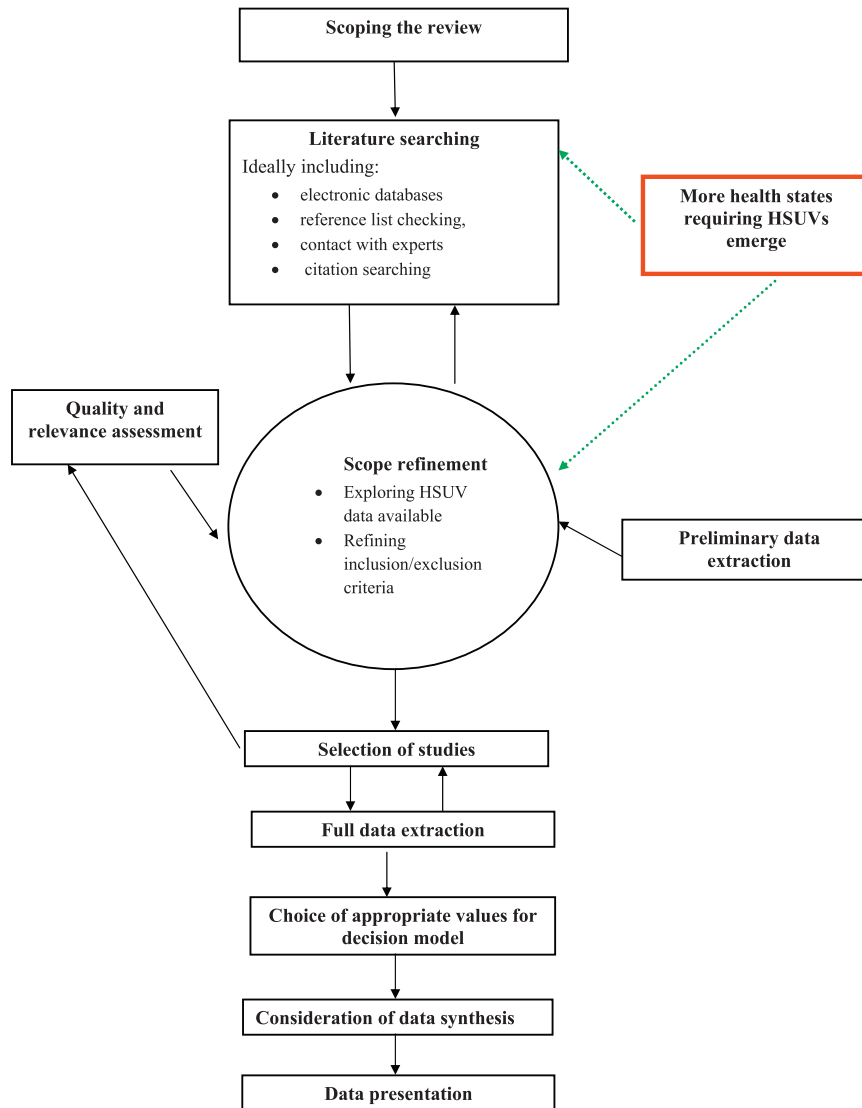 Scoping the review
Literature searching
Ideally including:
• electronic databases
• reference list checking,
• contact with experts
• citation searching
More health states
requiring HSUVs
emerge
Quality and
relevance assessment
Scope refinement
• Exploring HSUV
data available
• Refining
inclusion/exclusion
criteria
Preliminary data
extraction
Selection of studies
Full data extraction
Choice of appropriate values for
decision model
Consideration of data synthesis
Data presentation